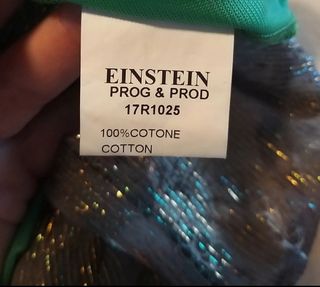 EINSTEIN
PROG & PROD
17R1025
100%COTONE
COTTON